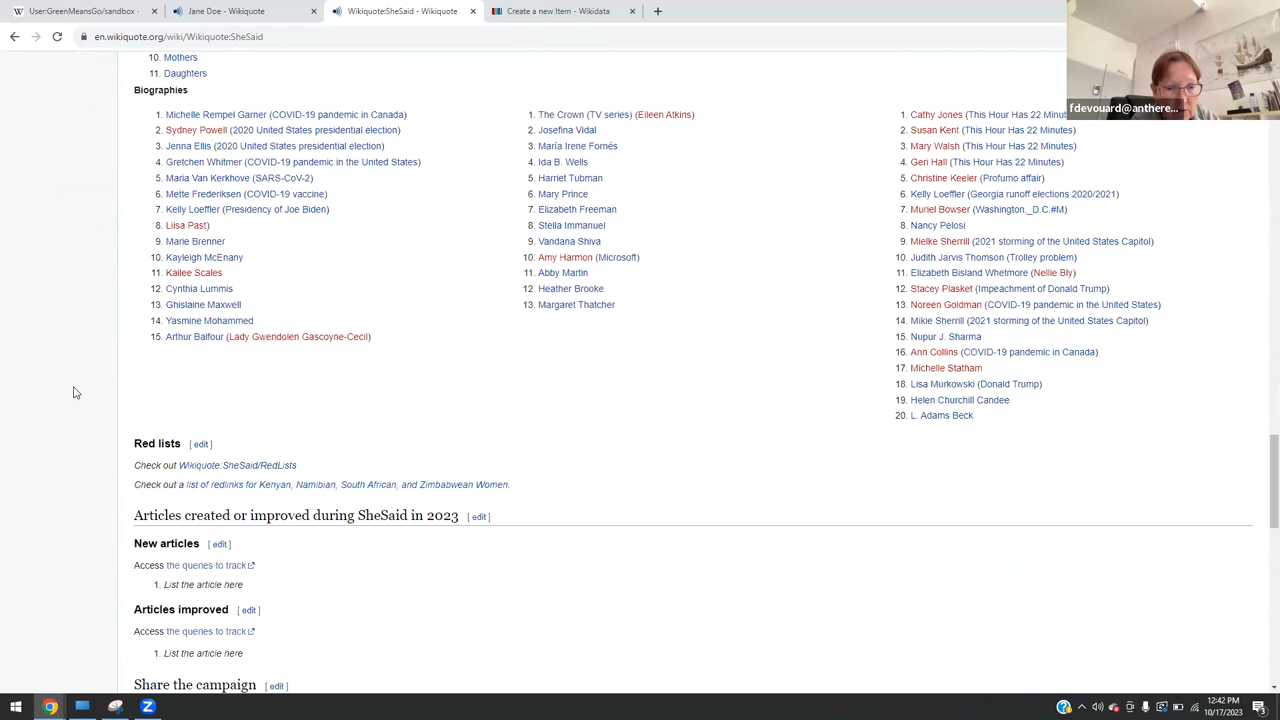 User:GreenMeansGo/sandbox -
Jane Doe - Wikiquote
Wikiquote:SheSaid - Wikiquote
Create a new Item - Wikidata
en.wikiquote.org/wiki/Wikiquote:SheSaid
fdevouard@anthere...
10. Mothers
11. Daughters
Biographies
1. Michelle Rempel Garner (COVID-19 pandemic in Canada)
2. Sydney Powell (2020 United States presidential election)
3. Jenna Ellis (2020 United States presidential election)
4. Gretchen Whitmer (COVID-19 pandemic in the United States)
5. Maria Van Kerkhove (SARS-CoV-2)
6. Mette Frederiksen (COVID-19 vaccine)
7. Kelly Loeffler (Presidency of Joe Biden)
8. Liisa Past)
9. Marie Brenner
10. Kayleigh McEnany
11. Kailee Scales
12. Cynthia Lummis
13. Ghislaine Maxwell
14. Yasmine Mohammed
15. Arthur Balfour (Lady Gwendolen Gascoyne-Cecil)
1. The Crown (TV series) (Eileen Atkins)
2. Josefina Vidal
3. María Irene Fornés
4. Ida B. Wells
5. Harriet Tubman
6. Mary Prince
7. Elizabeth Freeman
8. Stella Immanuel
9. Vandana Shiva
10. Amy Harmon (Microsoft)
11. Abby Martin
12. Heather Brooke
13. Margaret Thatcher
1. Cathy Jones (This Hour Has 22 Minut
2. Susan Kent (This Hour Has 22 Minutes)
3. Mary Walsh (This Hour Has 22 Minutes)
4. Geri Hall (This Hour Has 22 Minutes)
5. Christine Keeler (Profumo affair)
6. Kelly Loeffler (Georgia runoff elections 2020/2021)
7. Muriel Bowser (Washington,_D.C.#M)
8. Nancy Pelosi
9. Mielke Sherrill (2021 storming of the United States Capitol)
10. Judith Jarvis Thomson (Trolley problem)
11. Elizabeth Bisland Whetmore (Nellie Bly)
12. Stacey Plasket (Impeachment of Donald Trump)
13. Noreen Goldman (COVID-19 pandemic in the United States)
14. Mikie Sherrill (2021 storming of the United States Capitol)
15. Nupur J. Sharma
16. Ann Collins (COVID-19 pandemic in Canada)
17. Michelle Statham
18. Lisa Murkowski (Donald Trump)
19. Helen Churchill Candee
20. L. Adams Beck
Red lists [ edit ]
Check out Wikiquote:SheSaid/RedLists
Check out a list of redlinks for Kenyan, Namibian, South African, and Zimbabwean Women.
Articles created or improved during SheSaid in 2023 [ edit ]
New articles [ edit ]
Access the queries to track
1. List the article here
Articles improved [ edit ]
Access the queries to track
1. List the article here
Share the campaign [ edit ]
12:42 PM
10/17/2023